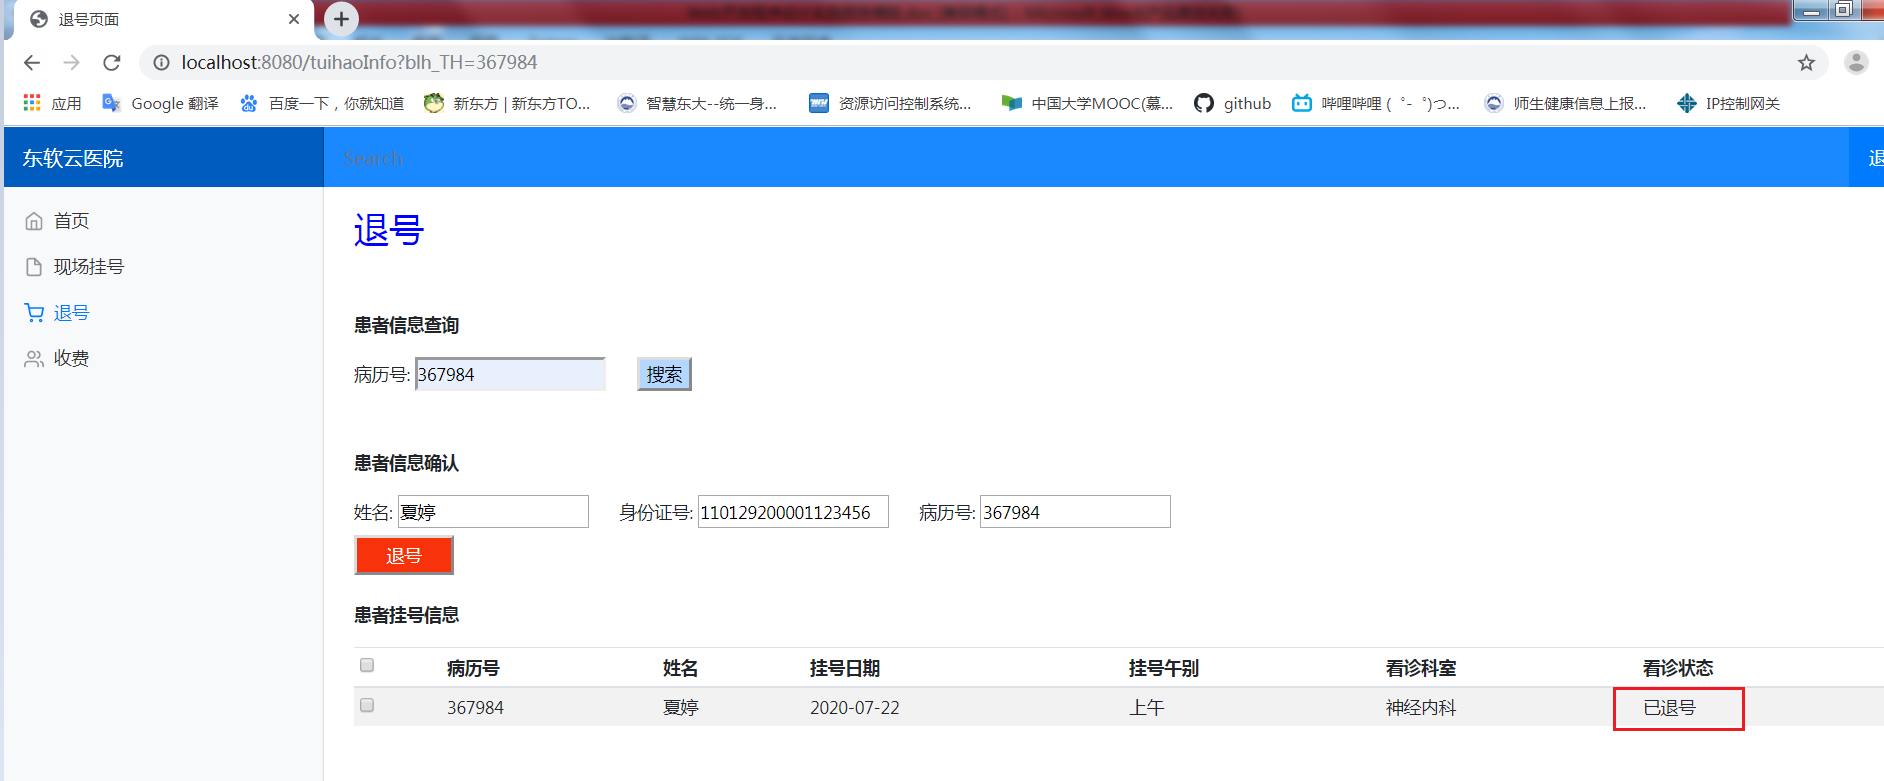 退号页面
localhost:8080/tuihaoInfo?blh_TH=367984
应用 Google 翻译 百度一下，你就知道 新东方 | 新东方TO... 智慧东大--统一身... 资源访问控制系统... 中国大学MOOC(慕... github 哔哩哔哩 (゜-゜)つ... 师生健康信息上报... IP控制网关
东软云医院 Search 退
首页
现场挂号
退号
收费
退号
患者信息查询
病历号: 367984 搜索
患者信息确认
姓名: 夏婷 身份证号: 110129200001123456 病历号: 367984
退号
患者挂号信息
病历号 姓名 挂号日期 挂号午别 看诊科室 看诊状态
367984 夏婷 2020-07-22 上午 神经内科 已退号